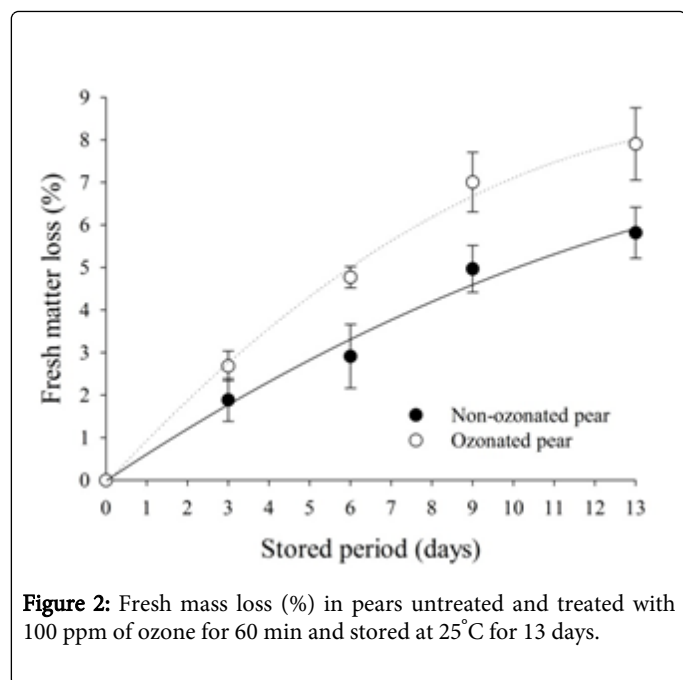 9
8
7
6
5
4
3
2
1
0
Fresh matter loss (%)
Non-ozonated pear
Ozonated pear
0 1 2 3 4 5 6 7 8 9 10 11 12 13
Stored period (days)
Figure 2: Fresh mass loss (%) in pears untreated and treated with
100 ppm of ozone for 60 min and stored at 25°C for 13 days.